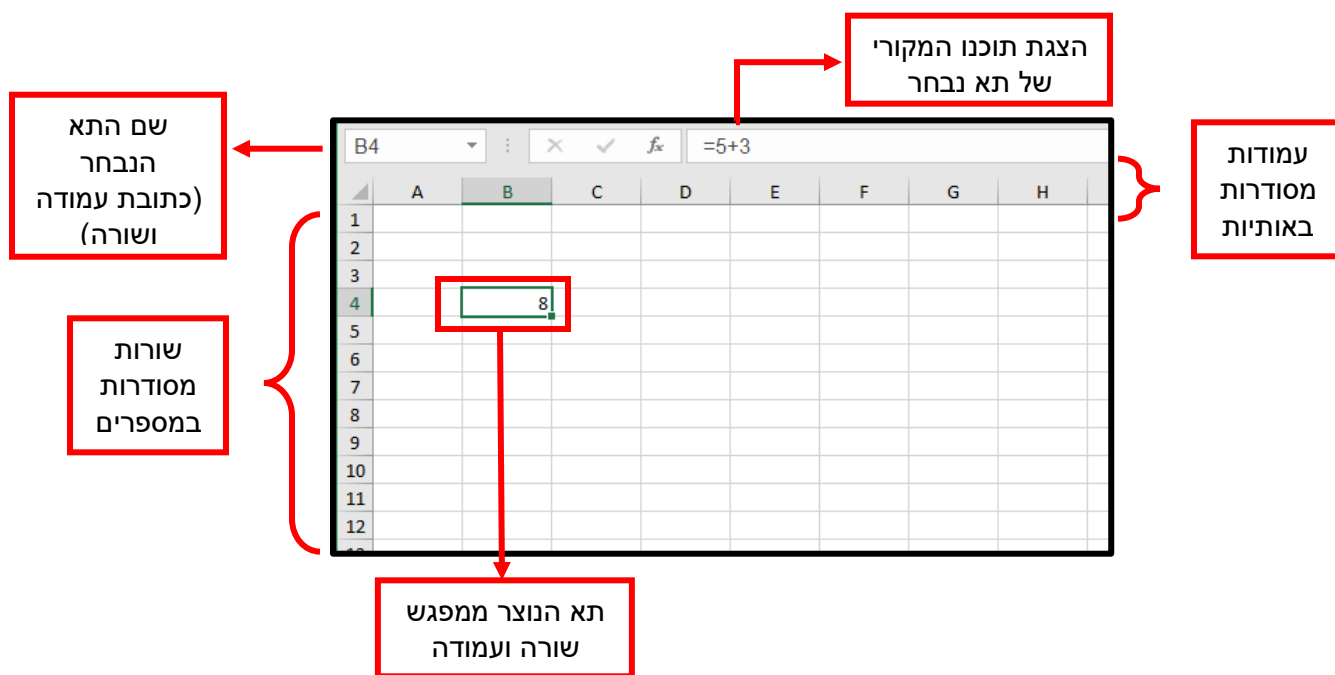 הצגת תוכנו המקורי
של תא נבחר
שם התא
הנבחר
(כתובת עמודה
ושורה)
עמודות
מסודרות
באותיות
B4 fx =5+3
A B C D E F G H
1
2
3
4 8
5
6
7
8
9
10
11
12
שורות
מסודרות
במספרים
תא הנוצר ממפגש
שורה ועמודה